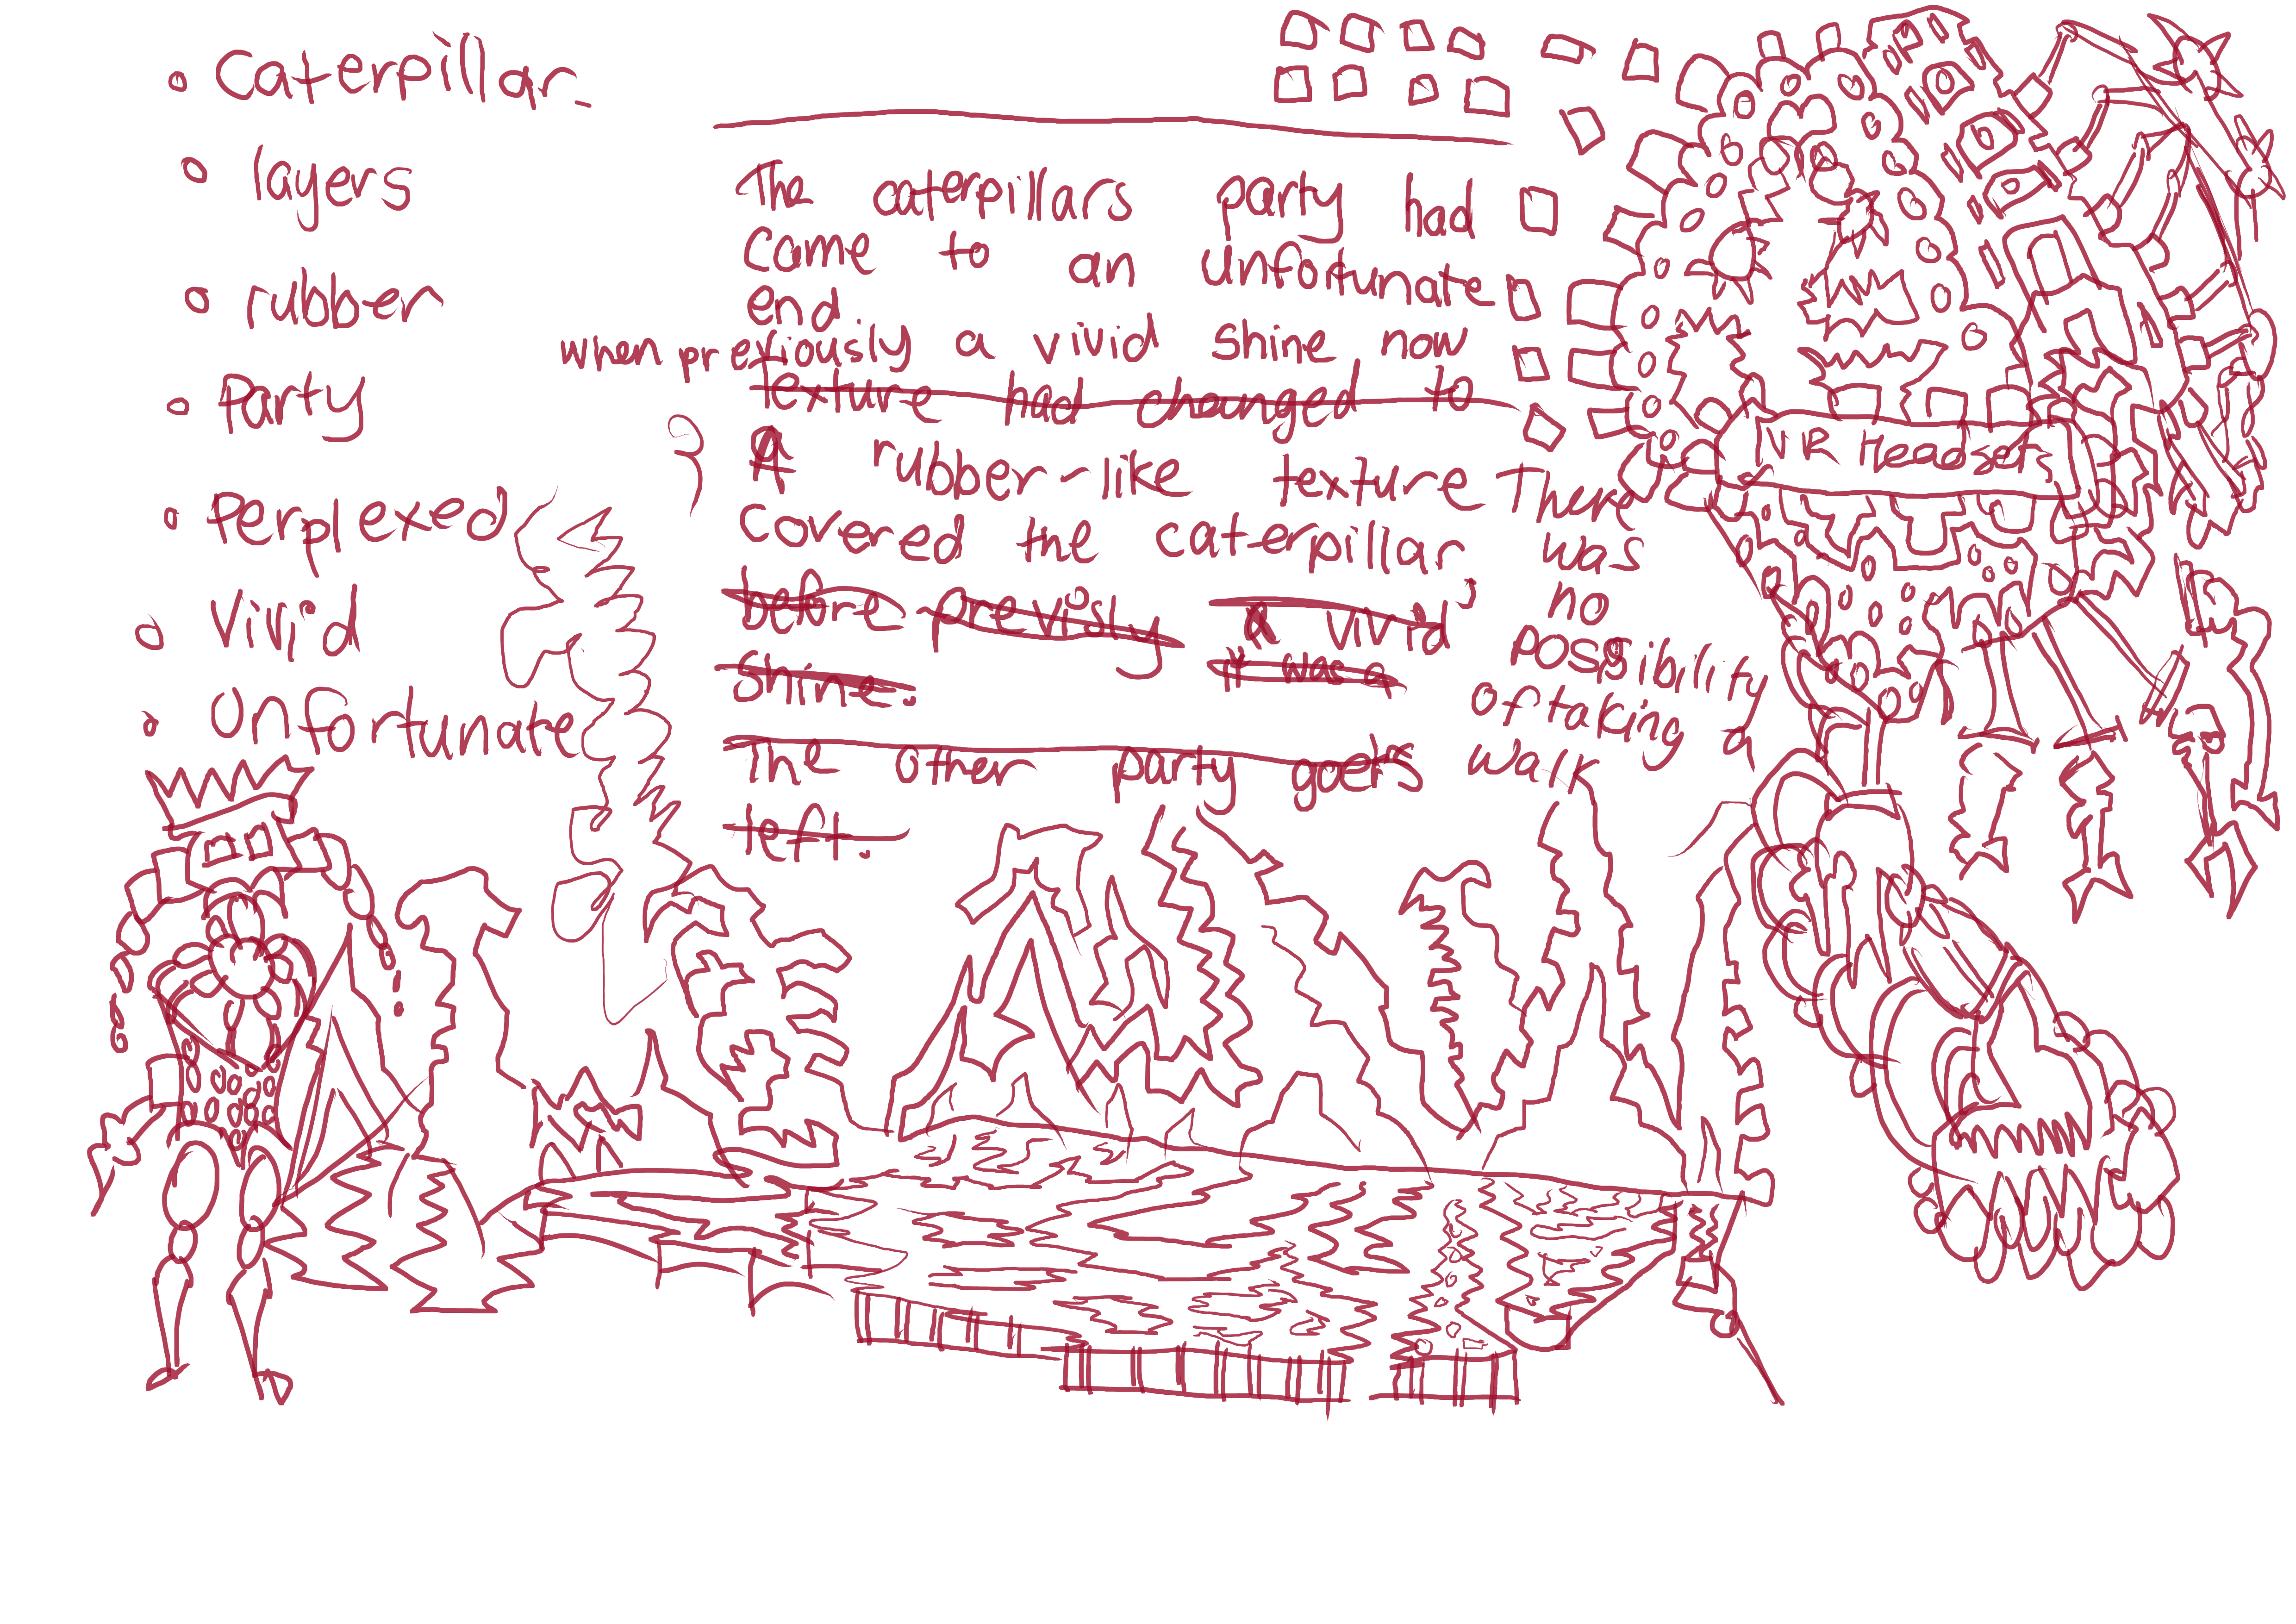 Caterpillar.
layers
rubber
Party
Perplexed
Vivid
Unfortunate
The caterpillars party had
come to an unfortunate
end
when previously a vivid shine now
texture had changed to
A rubber-like texture
covered the caterpillar
before previsly a vivid
shine. it was a
The other party goers
left.
There
was
no
possibility
of taking a
walk
VR Headsets